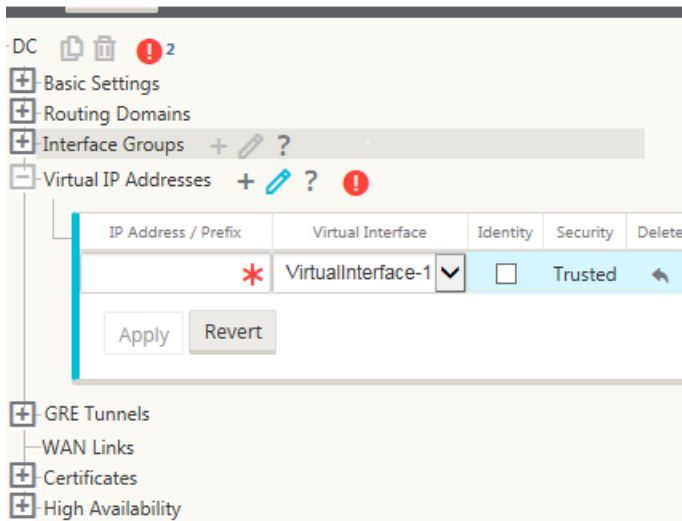 DC 2
Basic Settings
Routing Domains
Interface Groups + ?
Virtual IP Addresses + ? !
IP Address / Prefix Virtual Interface Identity Security Delete
* VirtualInterface-1 Trusted
Apply Revert
GRE Tunnels
WAN Links
Certificates
High Availability